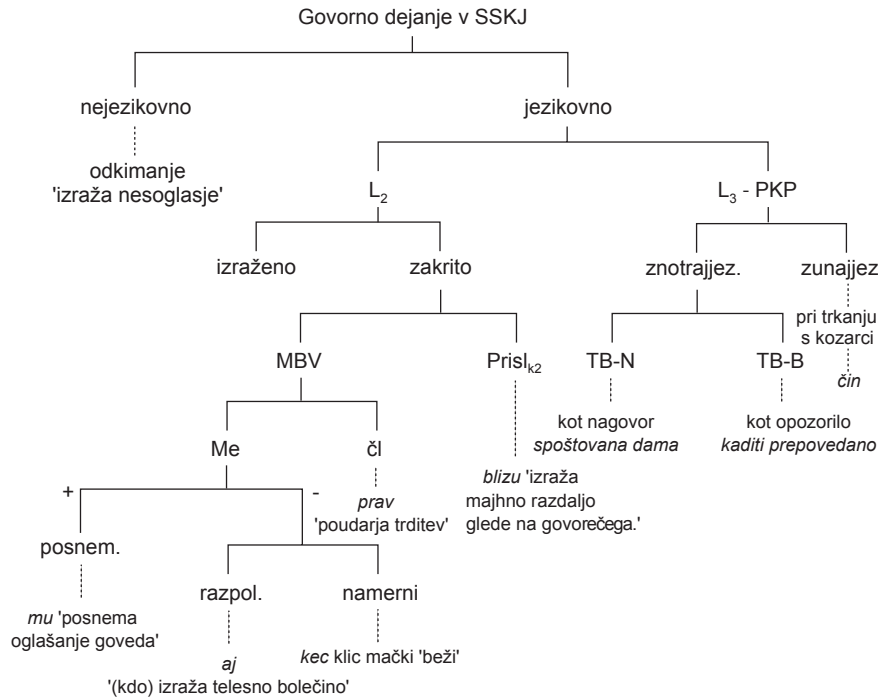 Govorno dejanje v SSKJ
nejezikovno
jezikovno
odkimanje
'izraža nesoglasje'
L₂
L₃ - PKP
izraženo
zakrito
znotrajjez.
zunajjez
pri trkanju
s kozarci
čin
MBV
Prislₖ₂
TB-N
TB-B
kot nagovor
spoštovana dama
kot opozorilo
kaditi prepovedano
Me
čl
blizu 'izraža
majhno razdaljo
glede na govorečega.'
prav
'poudarja trditev'
+
-
posnem.
razpol.
namerni
mu 'posnema
oglašanje goveda'
aj
'(kdo) izraža telesno bolečino'
kec klic mački 'beži'